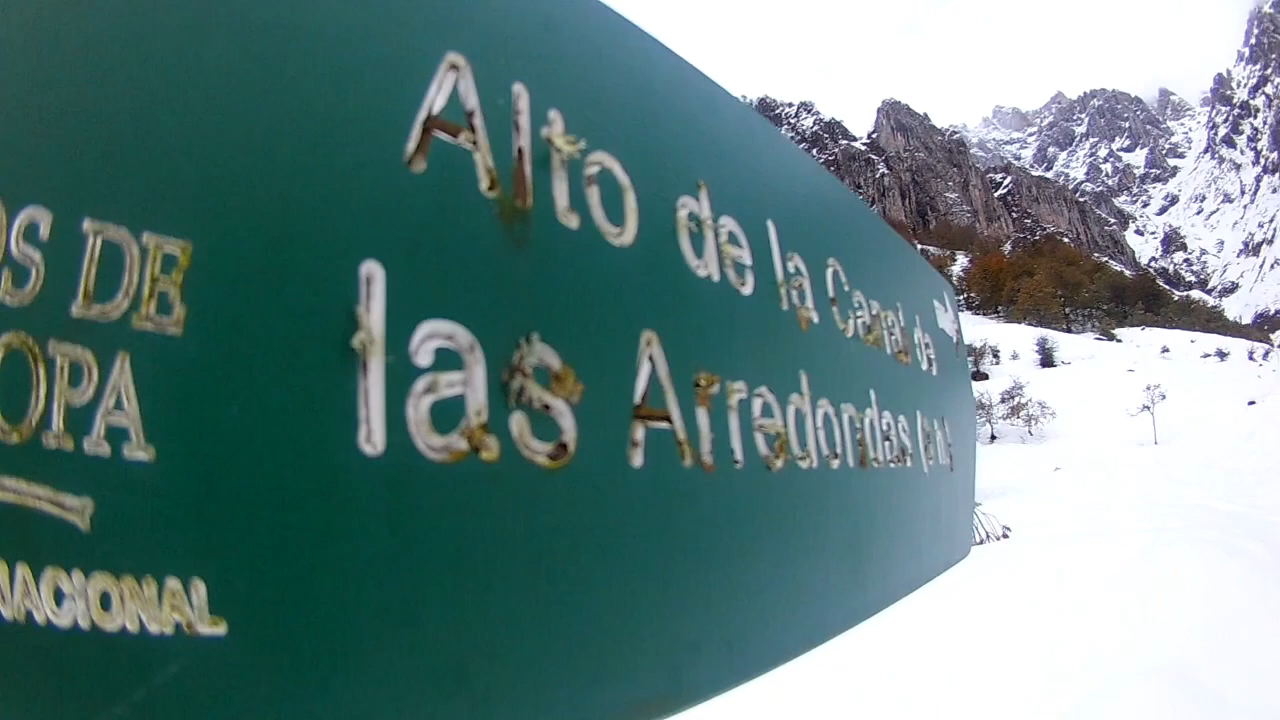 OS DE
OPA
NACIONAL
Alto de la Canal de
las Arredondas (p n)